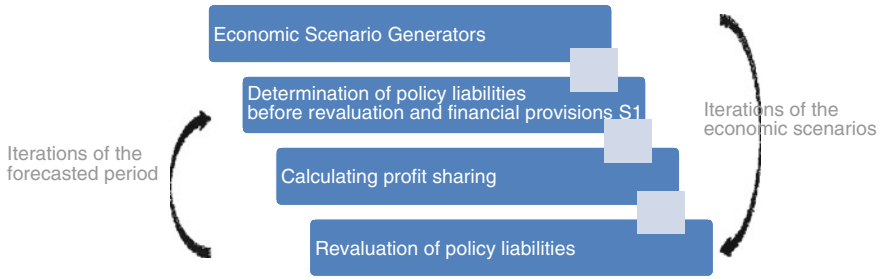 Economic Scenario Generators
Determination of policy liabilities
before revaluation and financial provisions S1
Iterations of the
economic scenarios
Iterations of the
forecasted period
Calculating profit sharing
Revaluation of policy liabilities